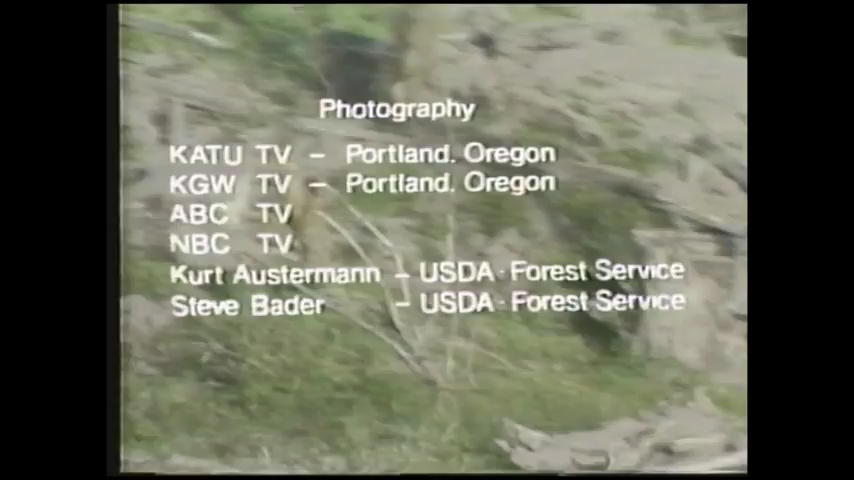 Photography
KATU TV - Portland, Oregon
KGW TV - Portland, Oregon
ABC TV
NBC TV
Kurt Austermann - USDA - Forest Service
Steve Bader - USDA - Forest Service